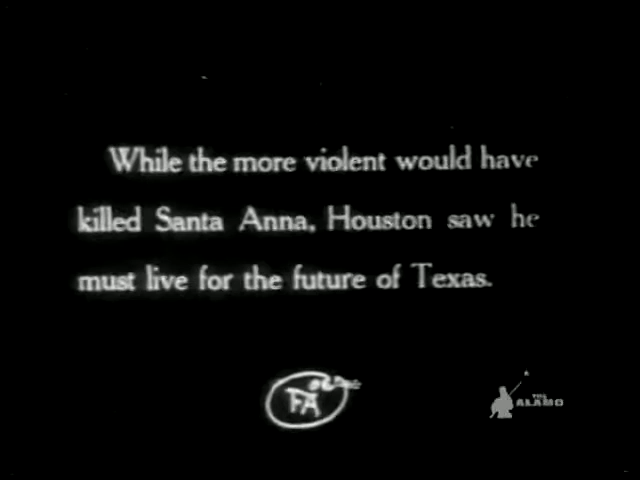 While the more violent would have
killed Santa Anna, Houston saw he
must live for the future of Texas.
FA
THE
ALAMO